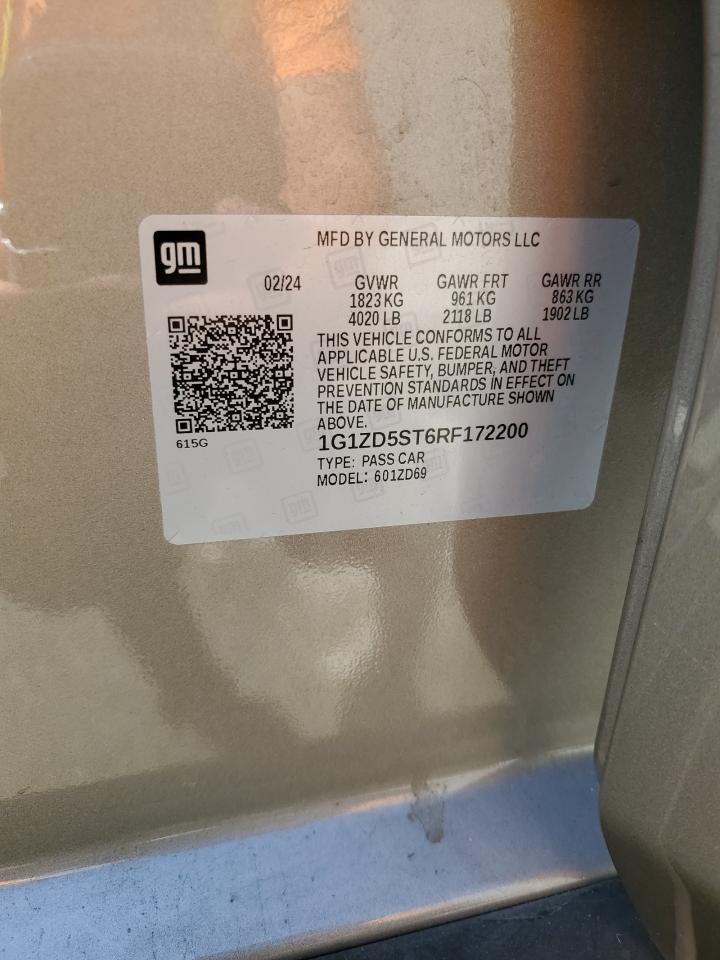 gm
MFD BY GENERAL MOTORS LLC
02/24 GVWR GAWR FRT GAWR RR
1823 KG 961 KG 863 KG
4020 LB 2118 LB 1902 LB
THIS VEHICLE CONFORMS TO ALL
APPLICABLE U.S. FEDERAL MOTOR
VEHICLE SAFETY, BUMPER, AND THEFT
PREVENTION STANDARDS IN EFFECT ON
THE DATE OF MANUFACTURE SHOWN
ABOVE.
615G
1G1ZD5ST6RF172200
TYPE: PASS CAR
MODEL: 601ZD69